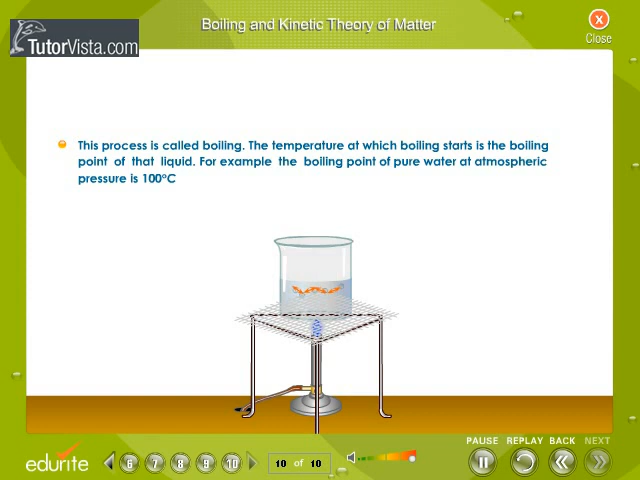 Boiling and Kinetic Theory of Matter
x
Close
TutorVista.com
This process is called boiling. The temperature at which boiling starts is the boiling
point of that liquid. For example the boiling point of pure water at atmospheric
pressure is 100°C
PAUSE REPLAY BACK NEXT
edurite
6 7 8 9 10
10 of 10